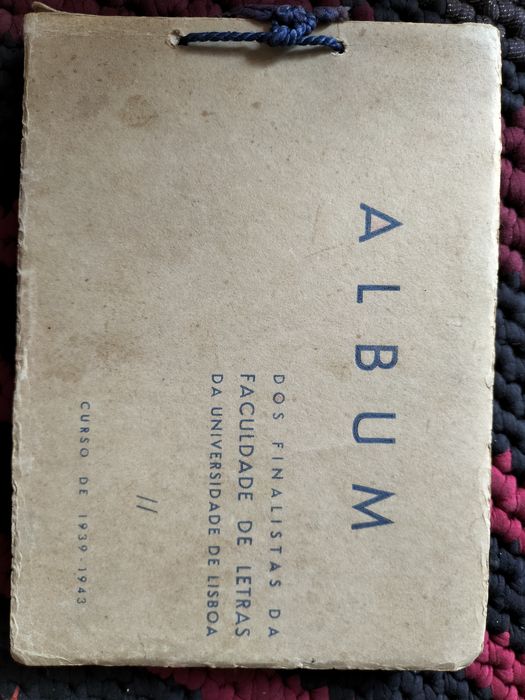 ALBUM
DOS FINALISTAS DA
FACULDADE DE LETRAS
DA UNIVERSIDADE DE LISBOA
//
CURSO DE 1939-1943